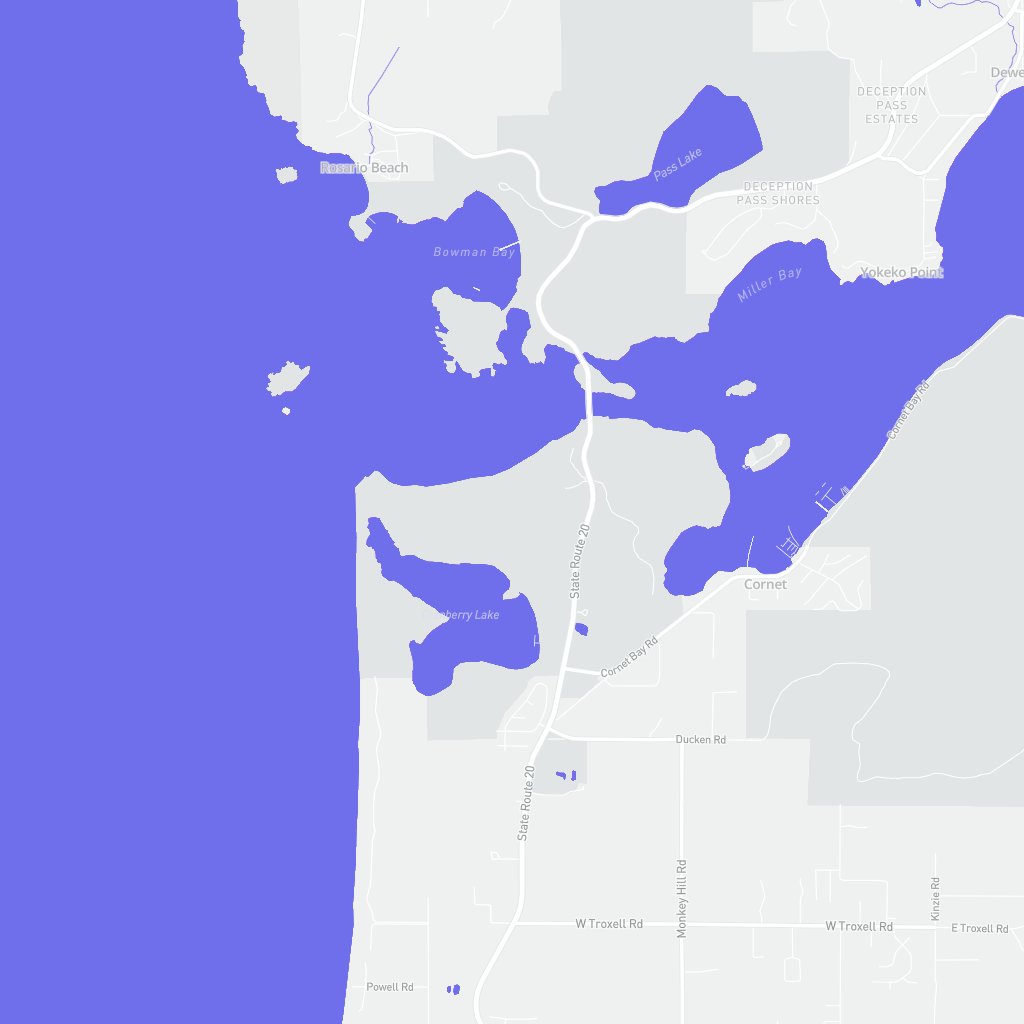 Dewe
DECEPTION
PASS
ESTATES
Pass Lake
Rosario Beach
DECEPTION
PASS SHORES
Bowman Bay
Yokeko Point
Miller Bay
Cornet Bay Rd
State Route 20
Cornet
berry Lake
Cornet Bay Rd
Ducken Rd
State Route 20
Monkey Hill Rd
Kinzie Rd
W Troxell Rd
W Troxell Rd
E Troxell Rd
Powell Rd